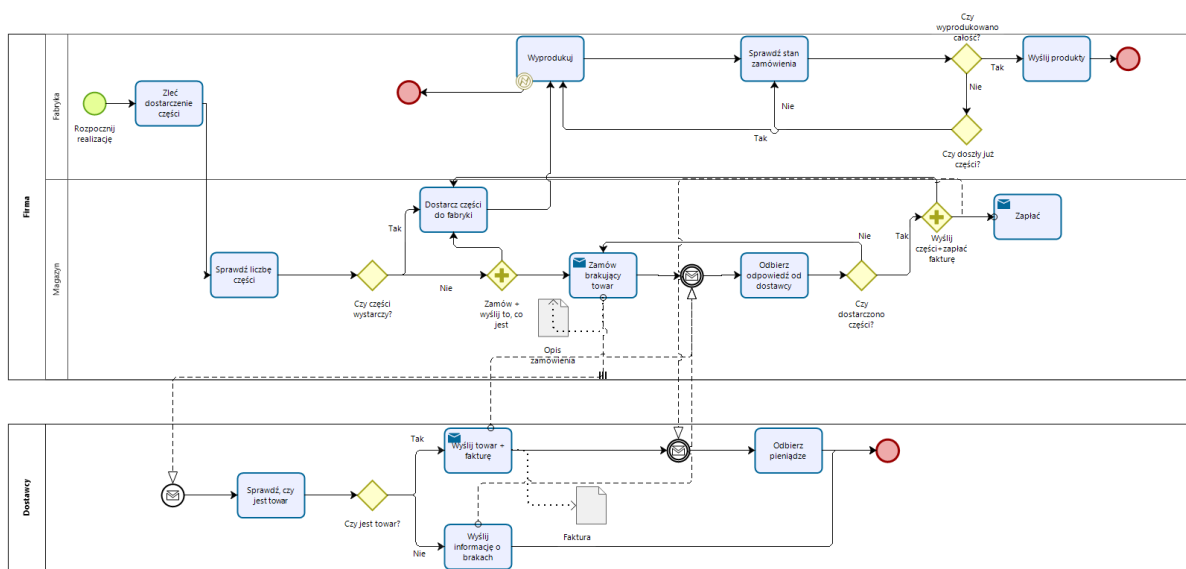 Firma
Fabryka
Rozpocznij
realizację
Zleć
dostarczenie
części
Wyprodukuj
Sprawdź stan
zamówienia
Czy
wyprodukowano
całość?
Tak
Wyślij produkty
Nie
Czy doszły już
części?
Nie
Tak
Magazyn
Sprawdź liczbę
części
Czy części
wystarczy?
Tak
Nie
Dostarcz części
do fabryki
Zamów +
wyślij to, co
jest
Zamów
brakujący
towar
Opis
zamówienia
Odbierz
odpowiedź od
dostawcy
Czy
dostarczono
części?
Nie
Tak
Wyślij
części+zapłać
fakturę
Zapłać
Dostawcy
Sprawdź, czy
jest towar
Czy jest towar?
Tak
Nie
Wyślij towar +
fakturę
Wyślij
informację o
brakach
Faktura
Odbierz
pieniądze